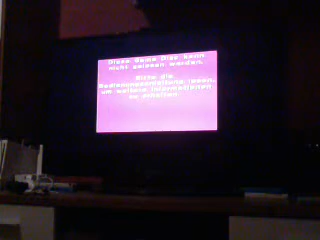 Diese Game Disc kann
nicht gelesen werden.
Bitte die
Bedienungsanleitung lesen,
um weitere Informationen
zu erhalten.